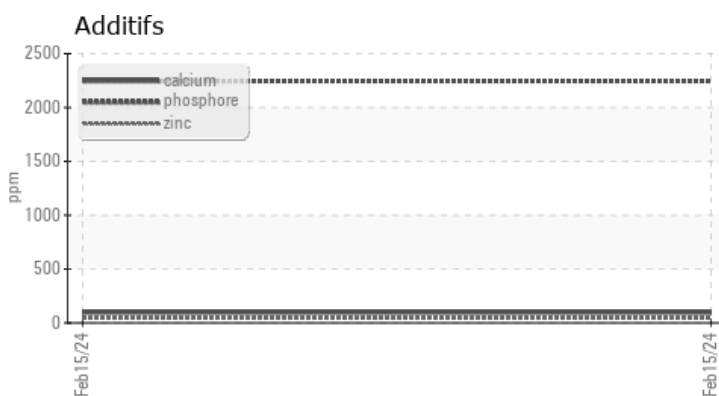 Additifs
2500
2000
1500
1000
500
0
ppm
calcium
phosphore
zinc
Feb15/24
Feb15/24